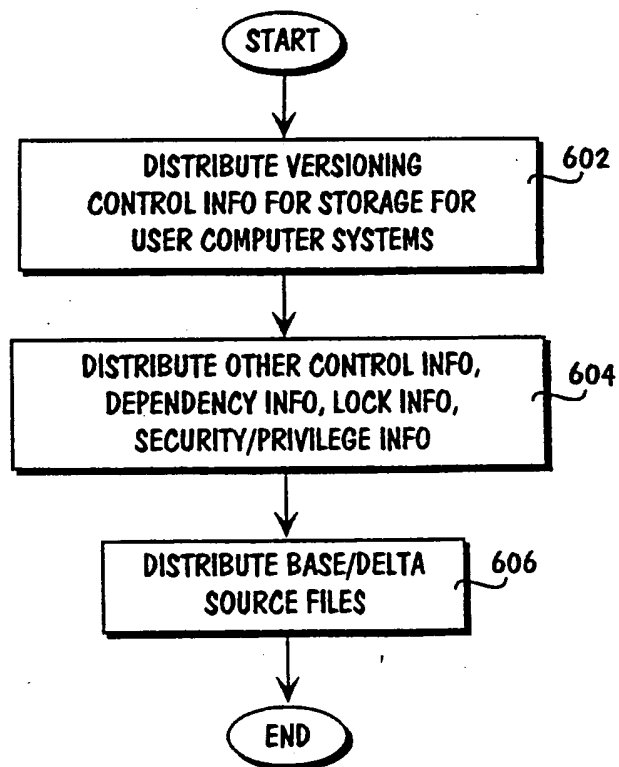 START
DISTRIBUTE VERSIONING
CONTROL INFO FOR STORAGE FOR
USER COMPUTER SYSTEMS
602
DISTRIBUTE OTHER CONTROL INFO,
DEPENDENCY INFO, LOCK INFO,
SECURITY/PRIVILEGE INFO
604
DISTRIBUTE BASE/DELTA
SOURCE FILES
606
END